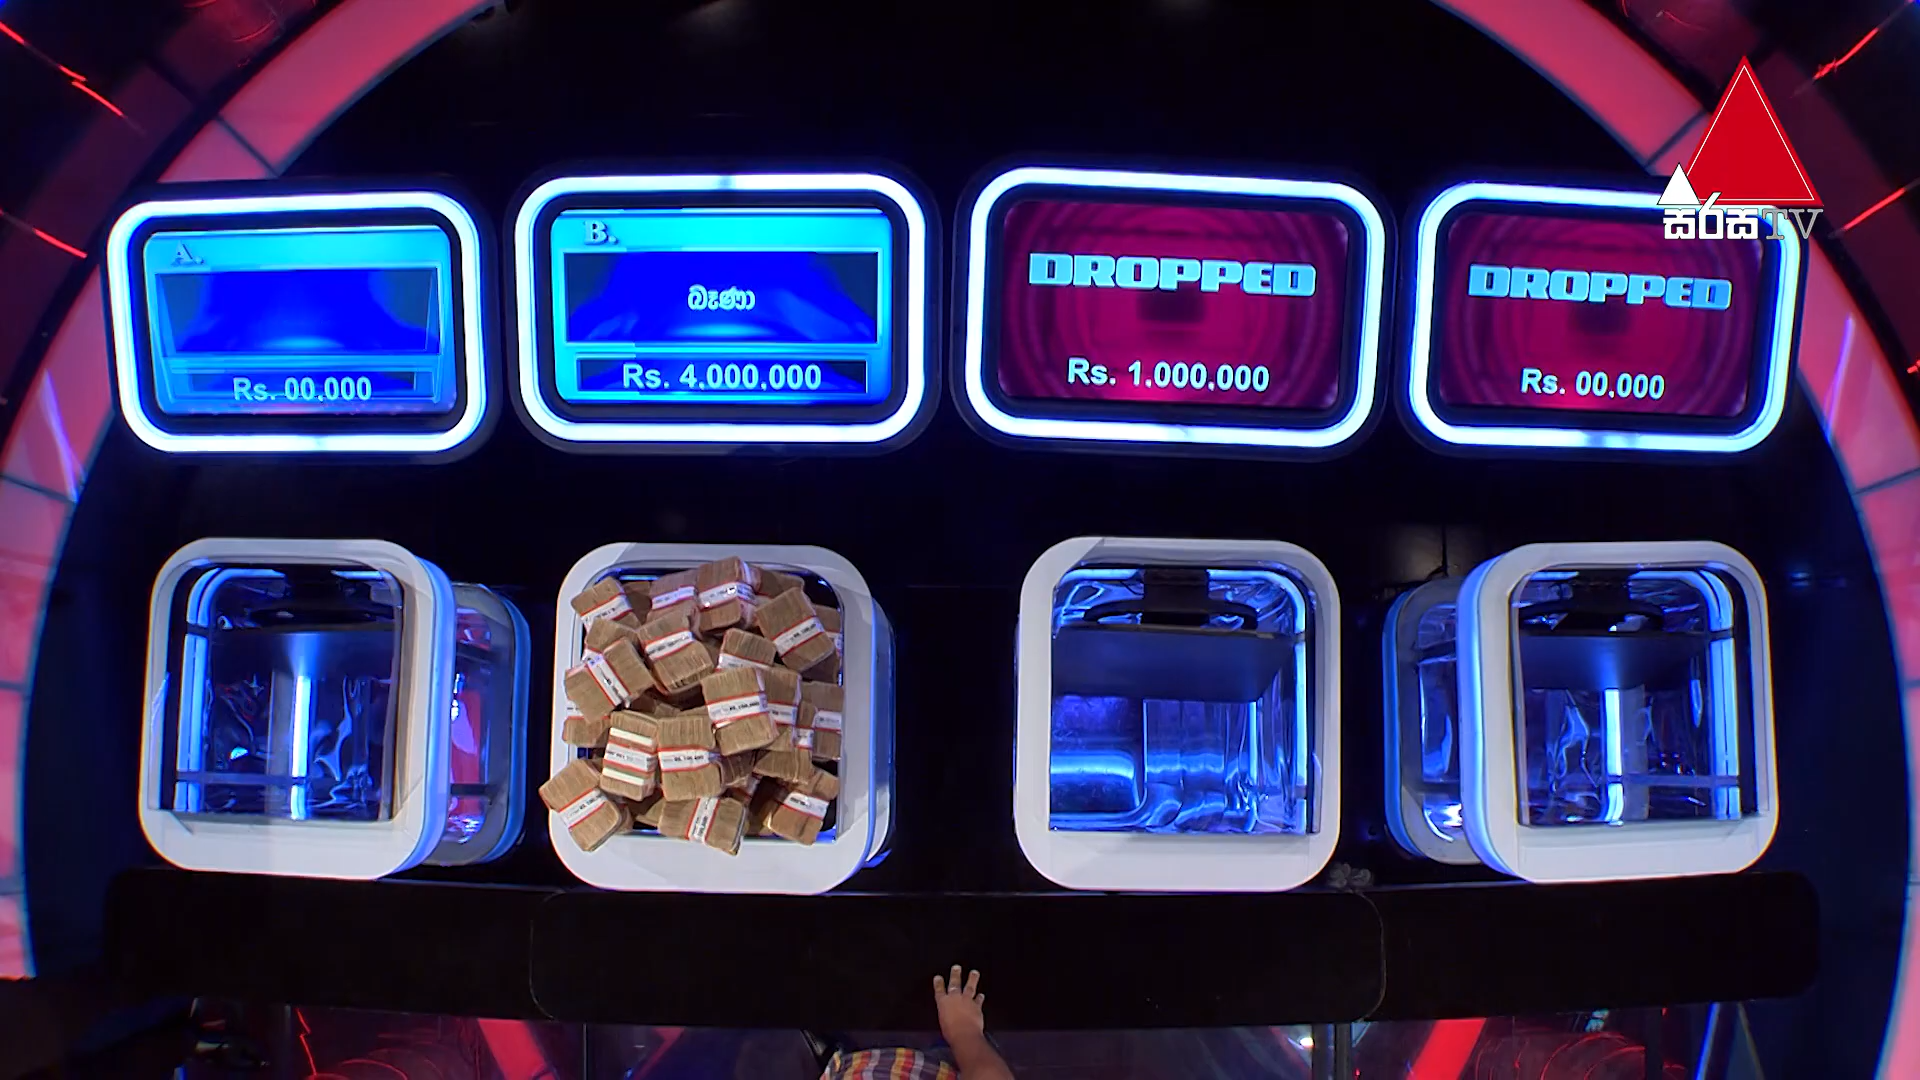 A.
Rs. 00,000
B.
බෑණා
Rs. 4,000,000
DROPPED
Rs. 1,000,000
DROPPED
Rs. 00,000
සිරස TV